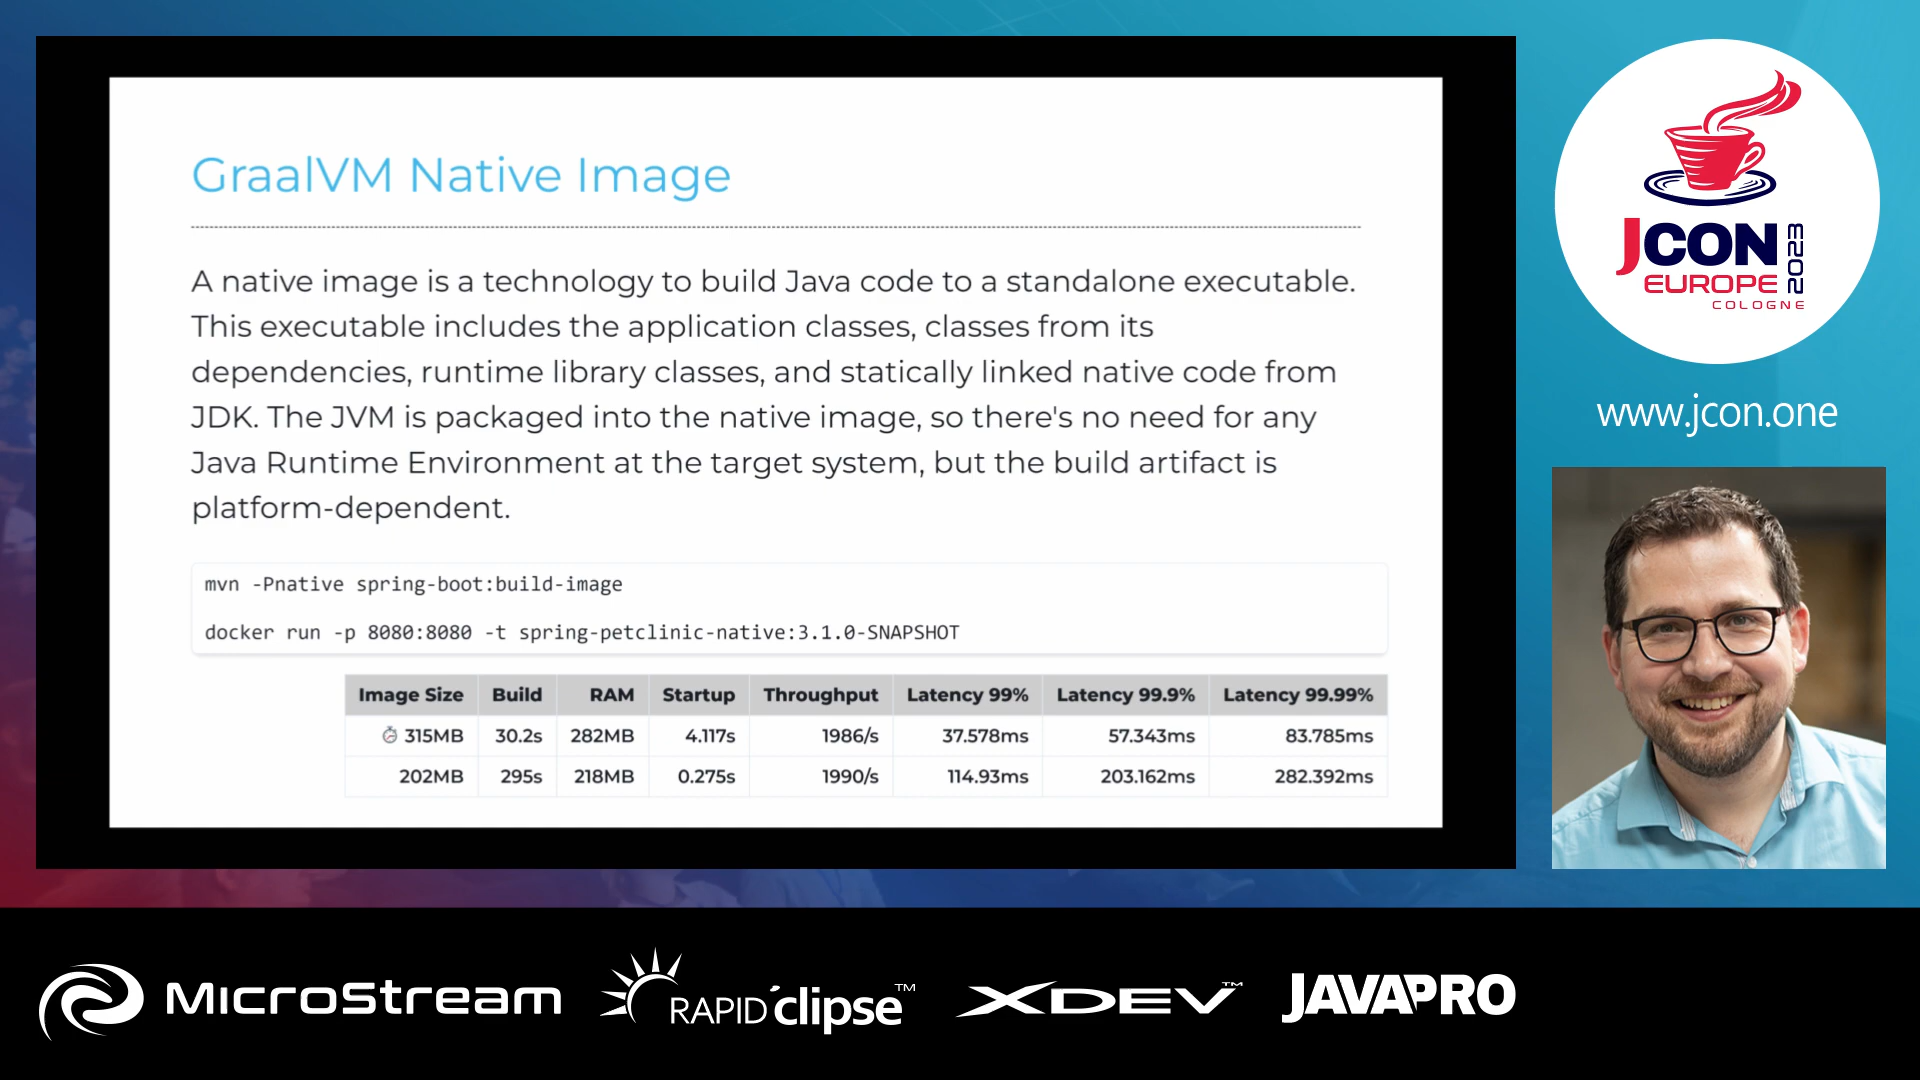 GraalVM Native Image
A native image is a technology to build Java code to a standalone executable.
This executable includes the application classes, classes from its
dependencies, runtime library classes, and statically linked native code from
JDK. The JVM is packaged into the native image, so there's no need for any
Java Runtime Environment at the target system, but the build artifact is
platform-dependent.
mvn -Pnative spring-boot:build-image
docker run -p 8080:8080 -t spring-petclinic-native:3.1.0-SNAPSHOT
Image Size Build RAM Startup Throughput Latency 99% Latency 99.9% Latency 99.99%
⏱ 315MB 30.2s 282MB 4.117s 1986/s 37.578ms 57.343ms 83.785ms
202MB 295s 218MB 0.275s 1990/s 114.93ms 203.162ms 282.392ms
JCON
EUROPE
2023
COLOGNE
www.jcon.one
MicroStream
RAPID'clipse™
XDEV™
JAVAPRO